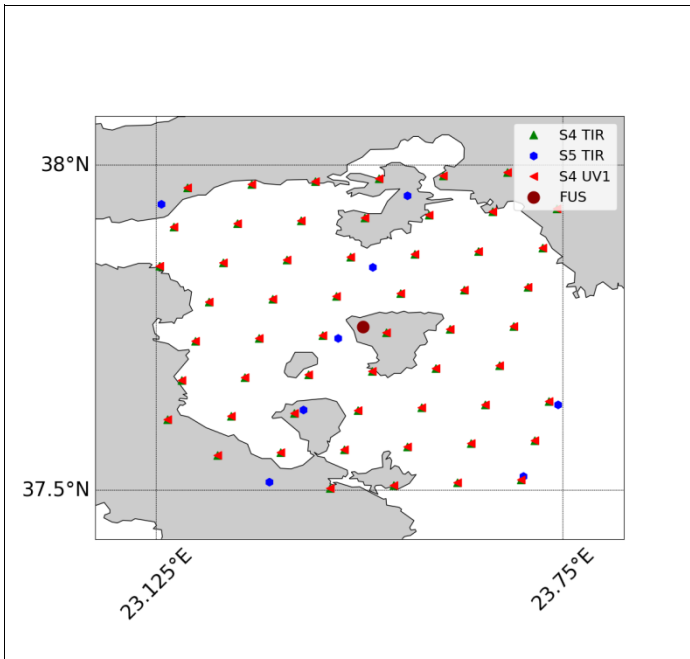 S4 TIR
S5 TIR
S4 UV1
FUS
38°N
37.5°N
23.125°E
23.75°E